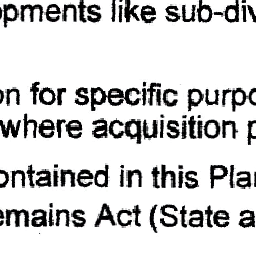 opments like sub-div
on for specific purpo
where acquisition p
ontained in this Plan
emains Act (State a